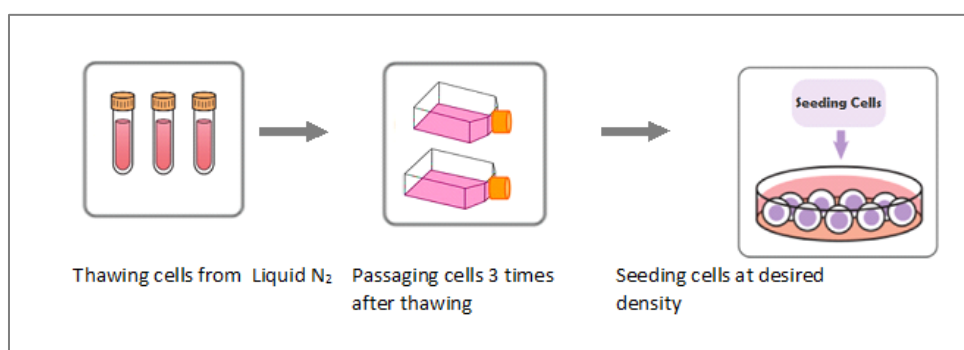 Seeding Cells
Thawing cells from Liquid N₂
Passaging cells 3 times
after thawing
Seeding cells at desired
density